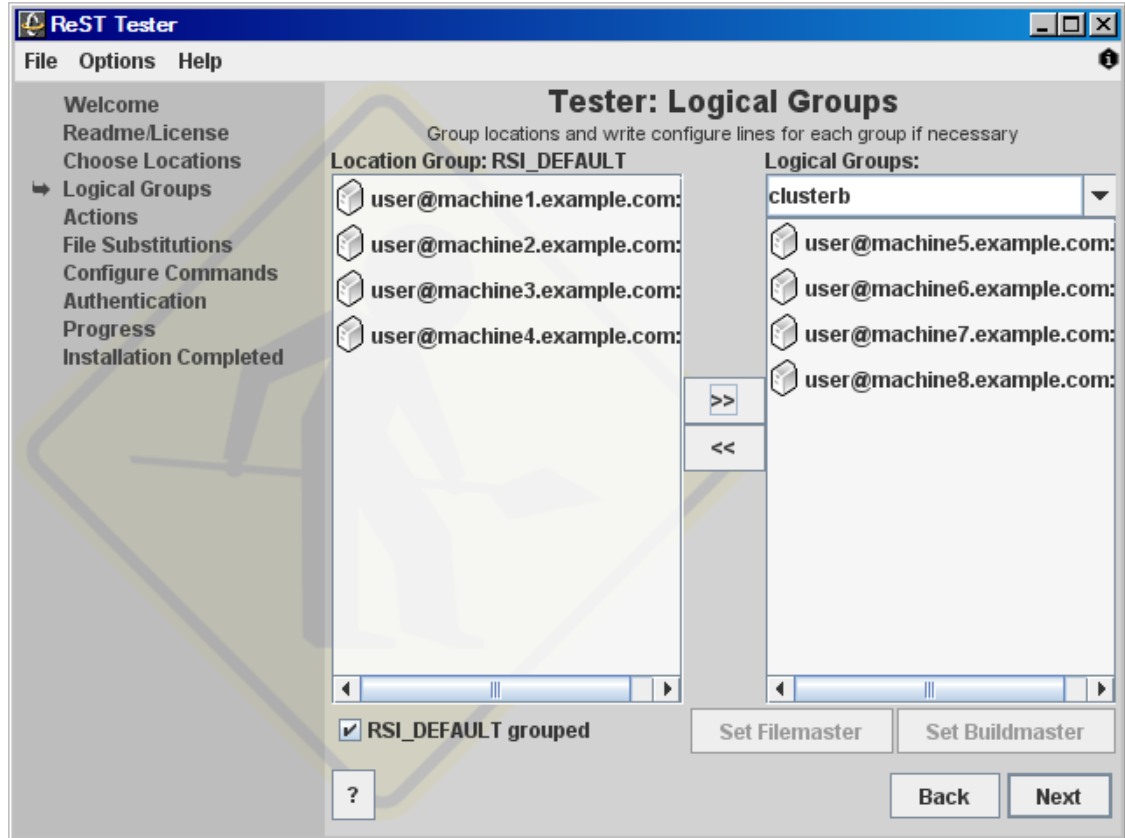 ReST Tester
File Options Help
Welcome
Readme/License
Choose Locations
Logical Groups
Actions
File Substitutions
Configure Commands
Authentication
Progress
Installation Completed
Tester: Logical Groups
Group locations and write configure lines for each group if necessary
Location Group: RSI_DEFAULT
user@machine1.example.com:
user@machine2.example.com:
user@machine3.example.com:
user@machine4.example.com:
>>
<<
Logical Groups:
clusterb
user@machine5.example.com:
user@machine6.example.com:
user@machine7.example.com:
user@machine8.example.com:
RSI_DEFAULT grouped
Set Filemaster
Set Buildmaster
?
Back
Next